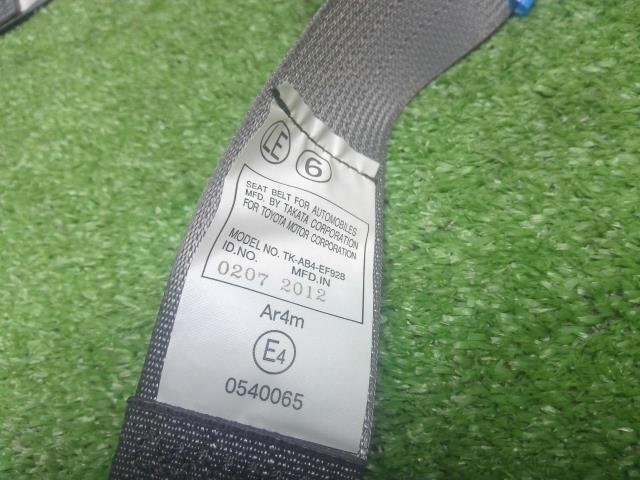 LE 6
SEAT BELT FOR AUTOMOBILES
MFD. BY TAKATA CORPORATION
FOR TOYOTA MOTOR CORPORATION
MODEL NO. TK-AB4-EF928
ID.NO. MFD.IN
0207 2012
Ar4m
E4
0540065